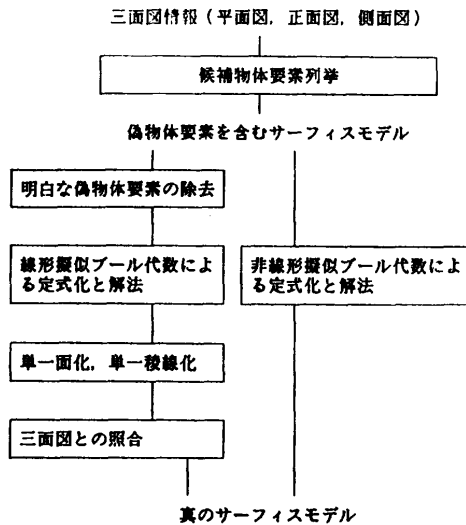 三面図情報（平面図，正面図，側面図）
候補物体要素列挙
偽物体要素を含むサーフィスモデル
明白な偽物体要素の除去
線形擬似ブール代数によ
る定式化と解法
非線形擬似ブール代数によ
る定式化と解法
単一面化，単一稜線化
三面図との照合
真のサーフィスモデル